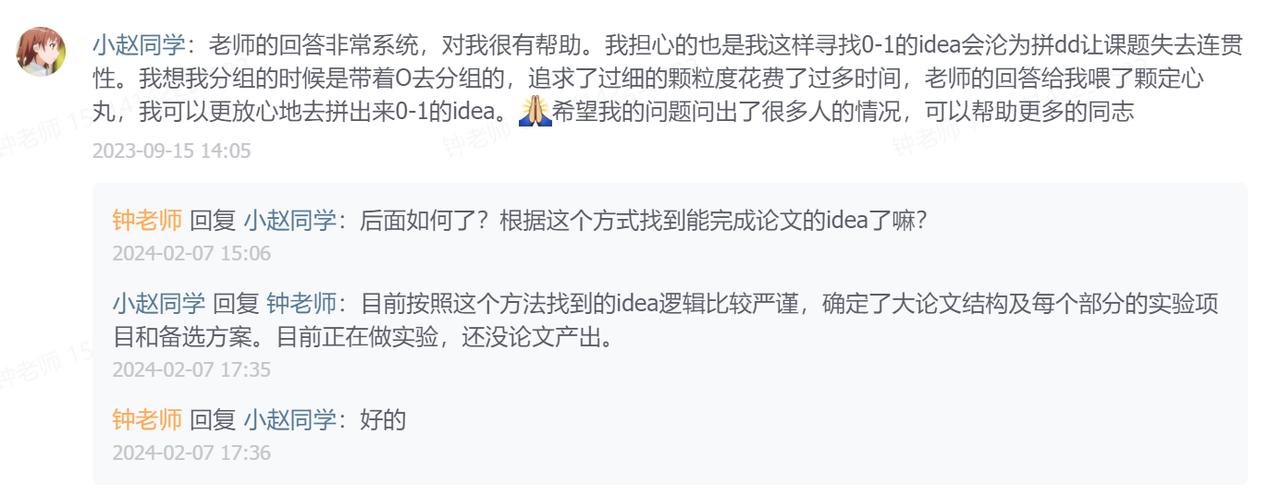 小赵同学：老师的回答非常系统，对我很有帮助。我担心的也是我这样寻找0-1的idea会沦为拼dd让课题失去连贯
性。我想我分组的时候是带着O去分组的，追求了过细的颗粒度花费了过多时间，老师的回答给我喂了颗定心
丸，我可以更放心地去拼出来0-1的idea。🙏希望我的问题问出了很多人的情况，可以帮助更多的同志
2023-09-15 14:05
钟老师 回复 小赵同学：后面如何了？根据这个方式找到能完成论文的idea了嘛？
2024-02-07 15:06
小赵同学 回复 钟老师：目前按照这个方法找到的idea逻辑比较严谨，确定了大论文结构及每个部分的实验项
目和备选方案。目前正在做实验，还没论文产出。
2024-02-07 17:35
钟老师 回复 小赵同学：好的
2024-02-07 17:36